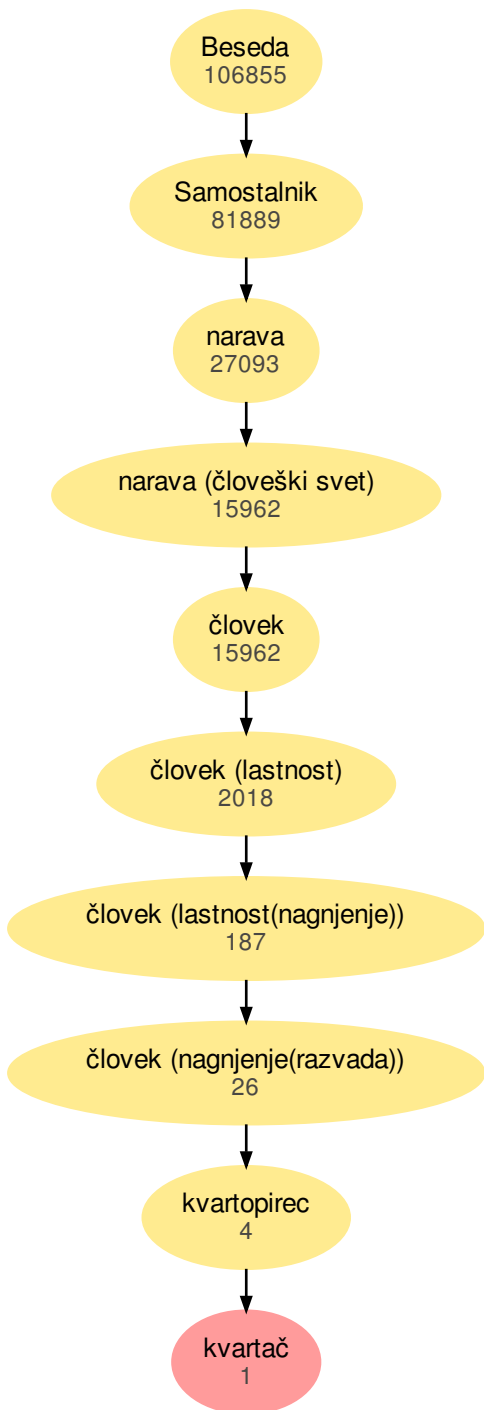 Beseda
106855
Samostalnik
81889
narava
27093
narava (človeški svet)
15962
človek
15962
človek (lastnost)
2018
človek (lastnost(nagnjenje))
187
človek (nagnjenje(razvada))
26
kvartopirec
4
kvartač
1